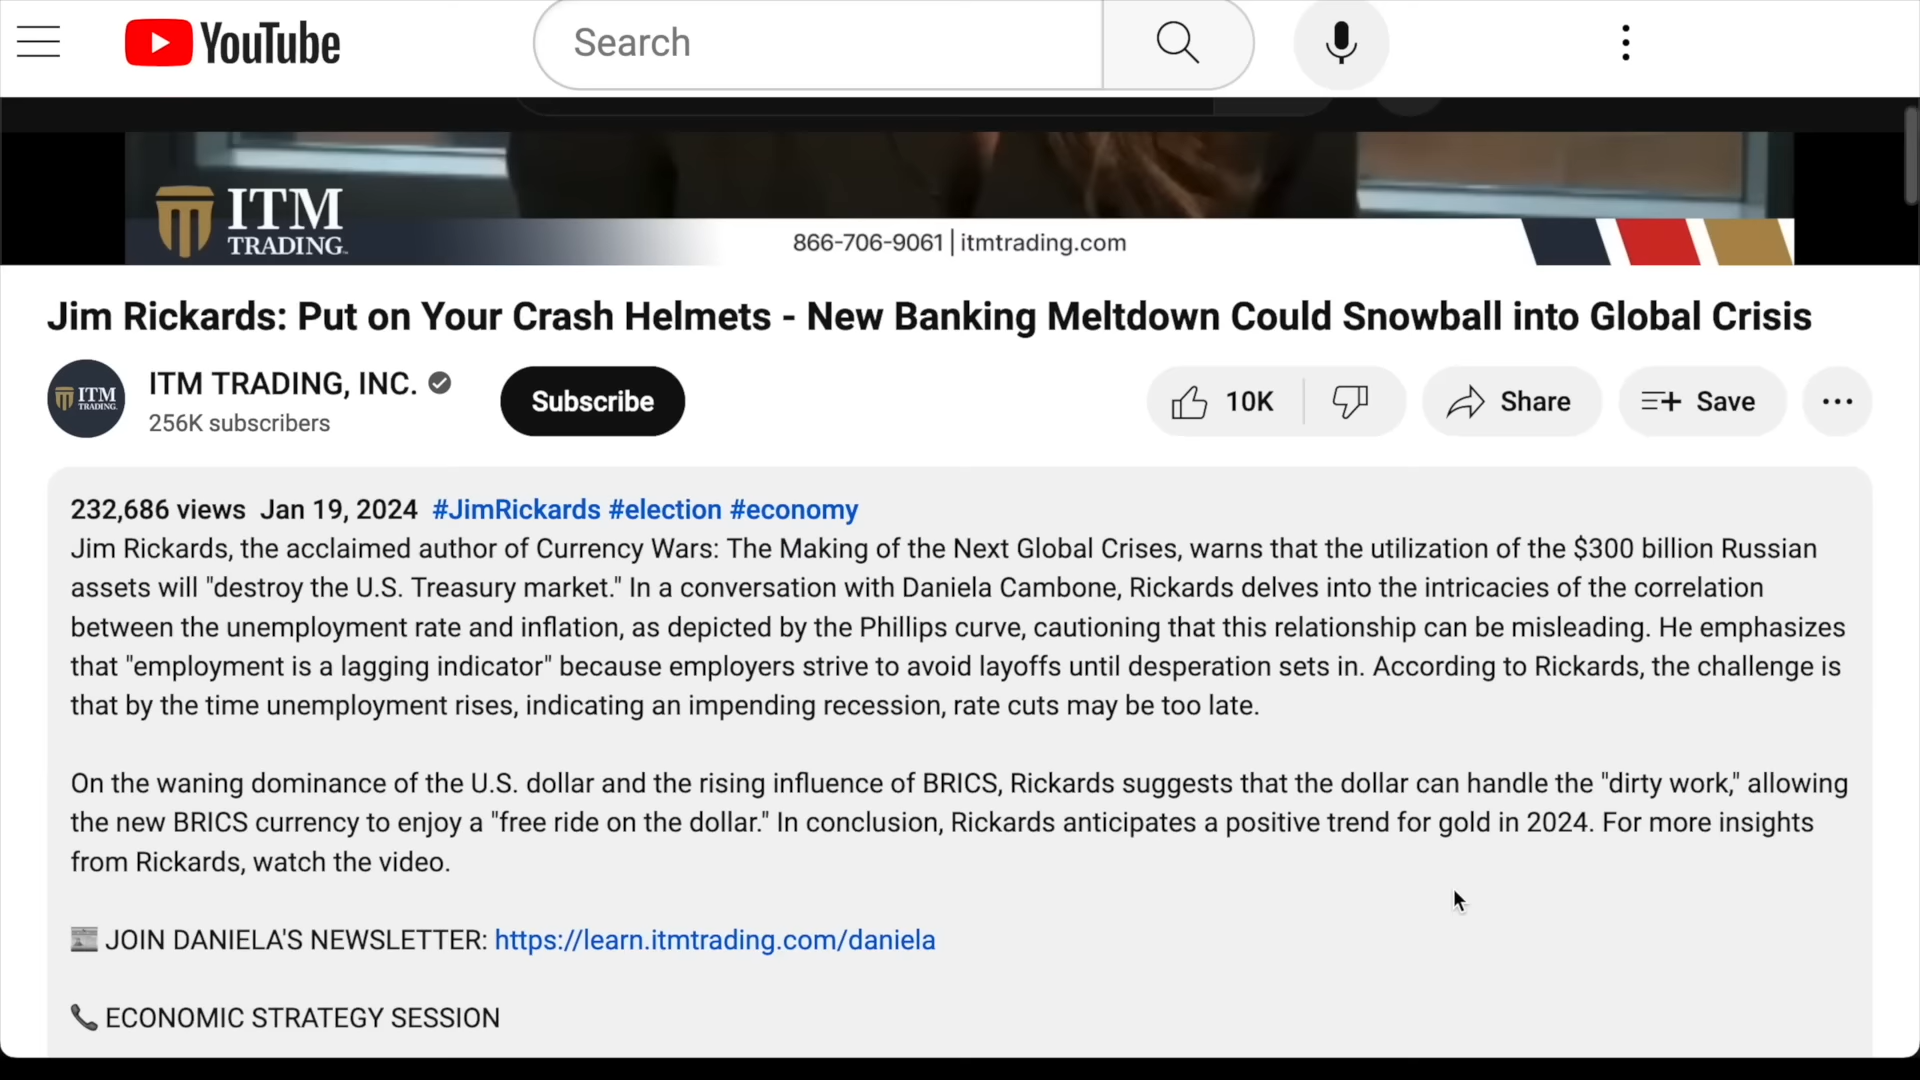 YouTube
Search
ITM
TRADING
866-706-9061 | itmtrading.com
Jim Rickards: Put on Your Crash Helmets - New Banking Meltdown Could Snowball into Global Crisis
ITM TRADING
ITM TRADING, INC.
256K subscribers
Subscribe
10K
Share
Save
232,686 views Jan 19, 2024 #JimRickards #election #economy
Jim Rickards, the acclaimed author of Currency Wars: The Making of the Next Global Crises, warns that the utilization of the $300 billion Russian
assets will "destroy the U.S. Treasury market." In a conversation with Daniela Cambone, Rickards delves into the intricacies of the correlation
between the unemployment rate and inflation, as depicted by the Phillips curve, cautioning that this relationship can be misleading. He emphasizes
that "employment is a lagging indicator" because employers strive to avoid layoffs until desperation sets in. According to Rickards, the challenge is
that by the time unemployment rises, indicating an impending recession, rate cuts may be too late.
On the waning dominance of the U.S. dollar and the rising influence of BRICS, Rickards suggests that the dollar can handle the "dirty work," allowing
the new BRICS currency to enjoy a "free ride on the dollar." In conclusion, Rickards anticipates a positive trend for gold in 2024. For more insights
from Rickards, watch the video.
JOIN DANIELA'S NEWSLETTER: https://learn.itmtrading.com/daniela
ECONOMIC STRATEGY SESSION